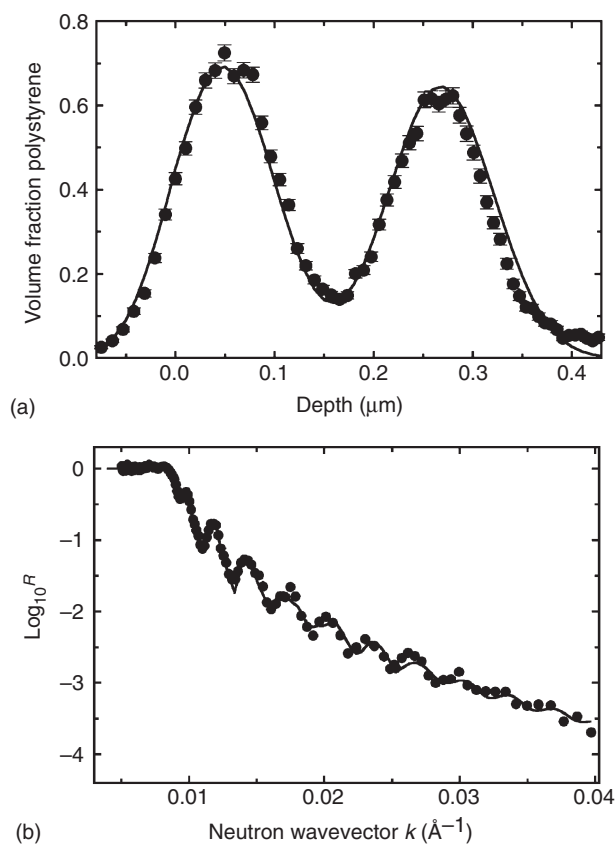 0.8
0.6
0.4
0.2
0.0
Volume fraction polystyrene
0.0 0.1 0.2 0.3 0.4
(a) Depth (μm)
0
−1
−2
−3
−4
Log₁₀R
0.01 0.02 0.03 0.04
(b) Neutron wavevector k (Å⁻¹)